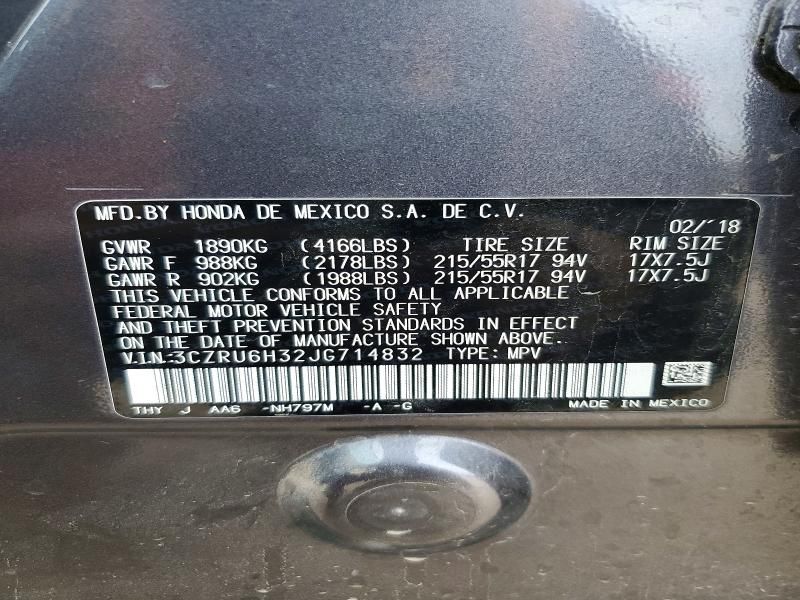 MFD.BY HONDA DE MEXICO S.A. DE C.V.
02/'18
GVWR 1890KG (4166LBS) TIRE SIZE RIM SIZE
GAWR F 988KG (2178LBS) 215/55R17 94V 17X7.5J
GAWR R 902KG (1988LBS) 215/55R17 94V 17X7.5J
THIS VEHICLE CONFORMS TO ALL APPLICABLE
FEDERAL MOTOR VEHICLE SAFETY
AND THEFT PREVENTION STANDARDS IN EFFECT
ON THE DATE OF MANUFACTURE SHOWN ABOVE..
V.I.N:3CZRU6H32JG714832 TYPE: MPV
THY J AA6 -NH797M -A -G MADE IN MEXICO